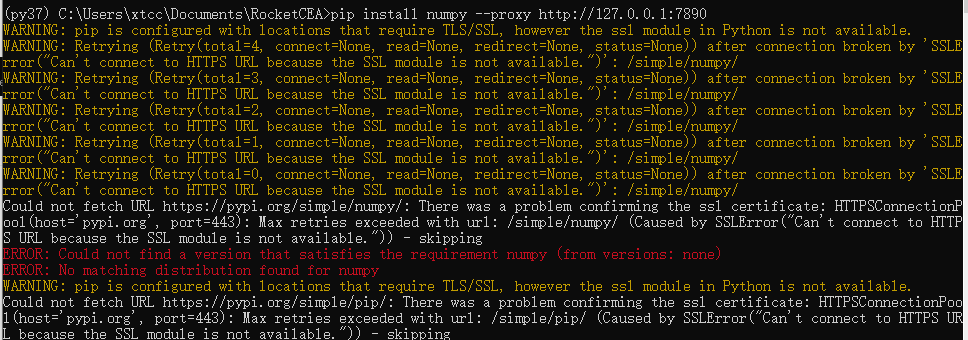 (py37) C:\Users\xtcc\Documents\RocketCEA>pip install numpy --proxy http://127.0.0.1:7890
WARNING: pip is configured with locations that require TLS/SSL, however the ssl module in Python is not available.
WARNING: Retrying (Retry(total=4, connect=None, read=None, redirect=None, status=None)) after connection broken by 'SSLE
rror("Can't connect to HTTPS URL because the SSL module is not available.")': /simple/numpy/
WARNING: Retrying (Retry(total=3, connect=None, read=None, redirect=None, status=None)) after connection broken by 'SSLE
rror("Can't connect to HTTPS URL because the SSL module is not available.")': /simple/numpy/
WARNING: Retrying (Retry(total=2, connect=None, read=None, redirect=None, status=None)) after connection broken by 'SSLE
rror("Can't connect to HTTPS URL because the SSL module is not available.")': /simple/numpy/
WARNING: Retrying (Retry(total=1, connect=None, read=None, redirect=None, status=None)) after connection broken by 'SSLE
rror("Can't connect to HTTPS URL because the SSL module is not available.")': /simple/numpy/
WARNING: Retrying (Retry(total=0, connect=None, read=None, redirect=None, status=None)) after connection broken by 'SSLE
rror("Can't connect to HTTPS URL because the SSL module is not available.")': /simple/numpy/
Could not fetch URL https://pypi.org/simple/numpy/: There was a problem confirming the ssl certificate: HTTPSConnectionP
ool(host='pypi.org', port=443): Max retries exceeded with url: /simple/numpy/ (Caused by SSLError("Can't connect to HTTP
S URL because the SSL module is not available.")) - skipping
ERROR: Could not find a version that satisfies the requirement numpy (from versions: none)
ERROR: No matching distribution found for numpy
WARNING: pip is configured with locations that require TLS/SSL, however the ssl module in Python is not available.
Could not fetch URL https://pypi.org/simple/pip/: There was a problem confirming the ssl certificate: HTTPSConnectionPoo
l(host='pypi.org', port=443): Max retries exceeded with url: /simple/pip/ (Caused by SSLError("Can't connect to HTTPS UR
L because the SSL module is not available.")) - skipping